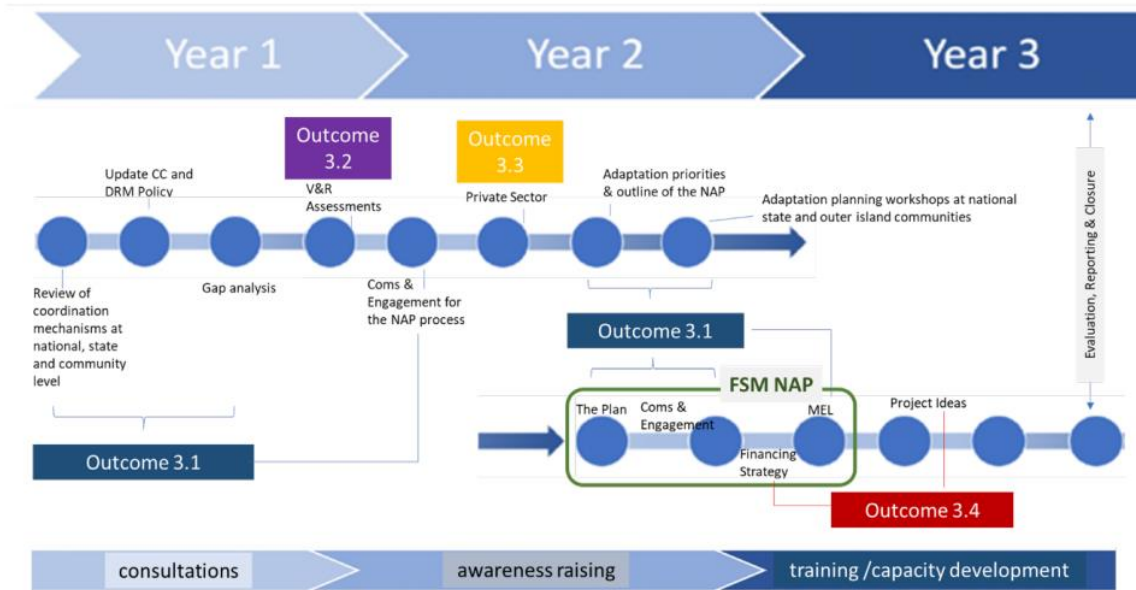 Year 1
Year 2
Year 3
Outcome
3.2
Outcome
3.3
Update CC and
DRM Policy
V&R
Assessments
Private Sector
Adaptation priorities
& outline of the NAP
Adaptation planning workshops at national
state and outer island communities
Evaluation, Reporting & Closure
Review of
coordination
mechanisms at
national, state
and community
level
Gap analysis
Coms &
Engagement for
the NAP process
Outcome 3.1
Outcome 3.1
FSM NAP
The Plan
Coms &
Engagement
MEL
Financing
Strategy
Project Ideas
Outcome 3.4
consultations
awareness raising
training /capacity development